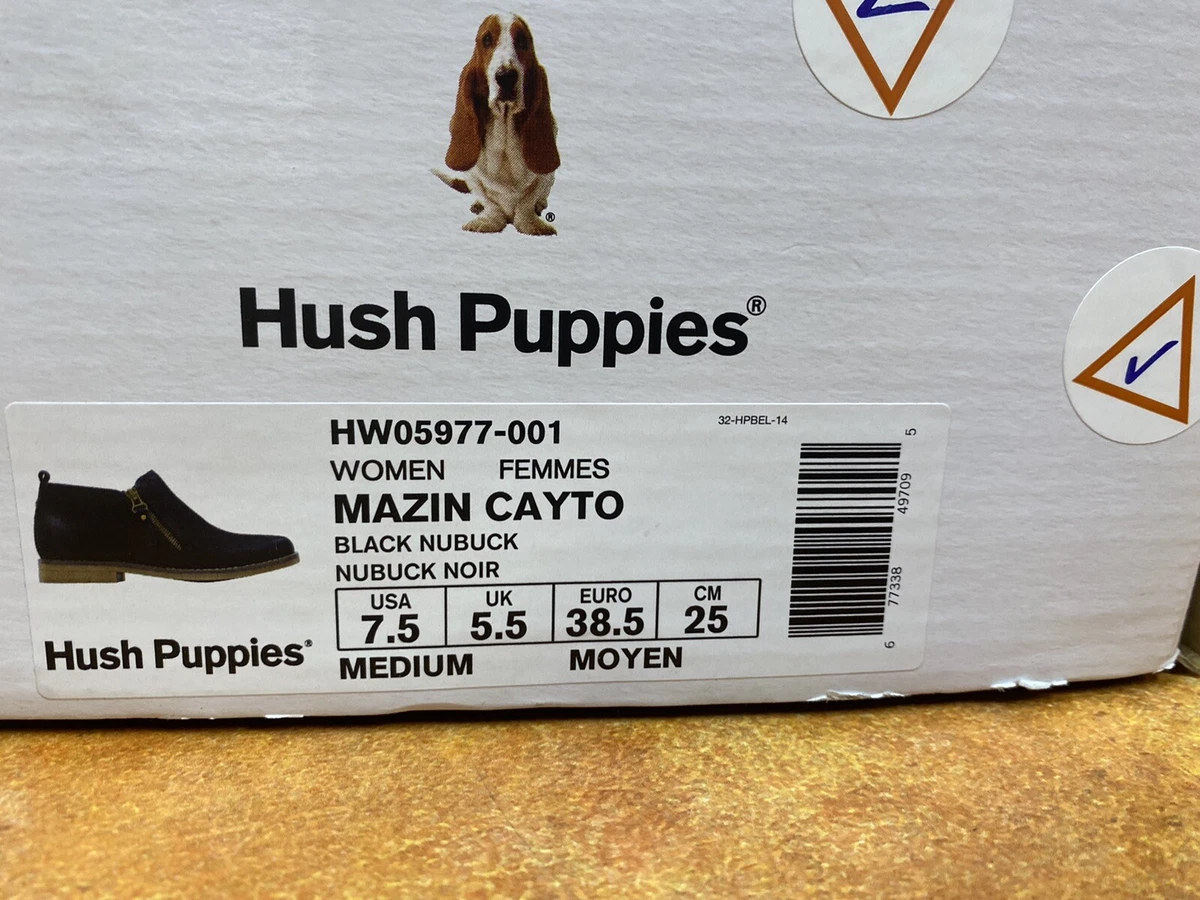 ®
Hush Puppies®
HW05977-001
32-HPBEL-14
WOMEN FEMMES
MAZIN CAYTO
BLACK NUBUCK
NUBUCK NOIR
USA UK EURO CM
7.5 5.5 38.5 25
MEDIUM MOYEN
Hush Puppies®
6 77338 49709 5